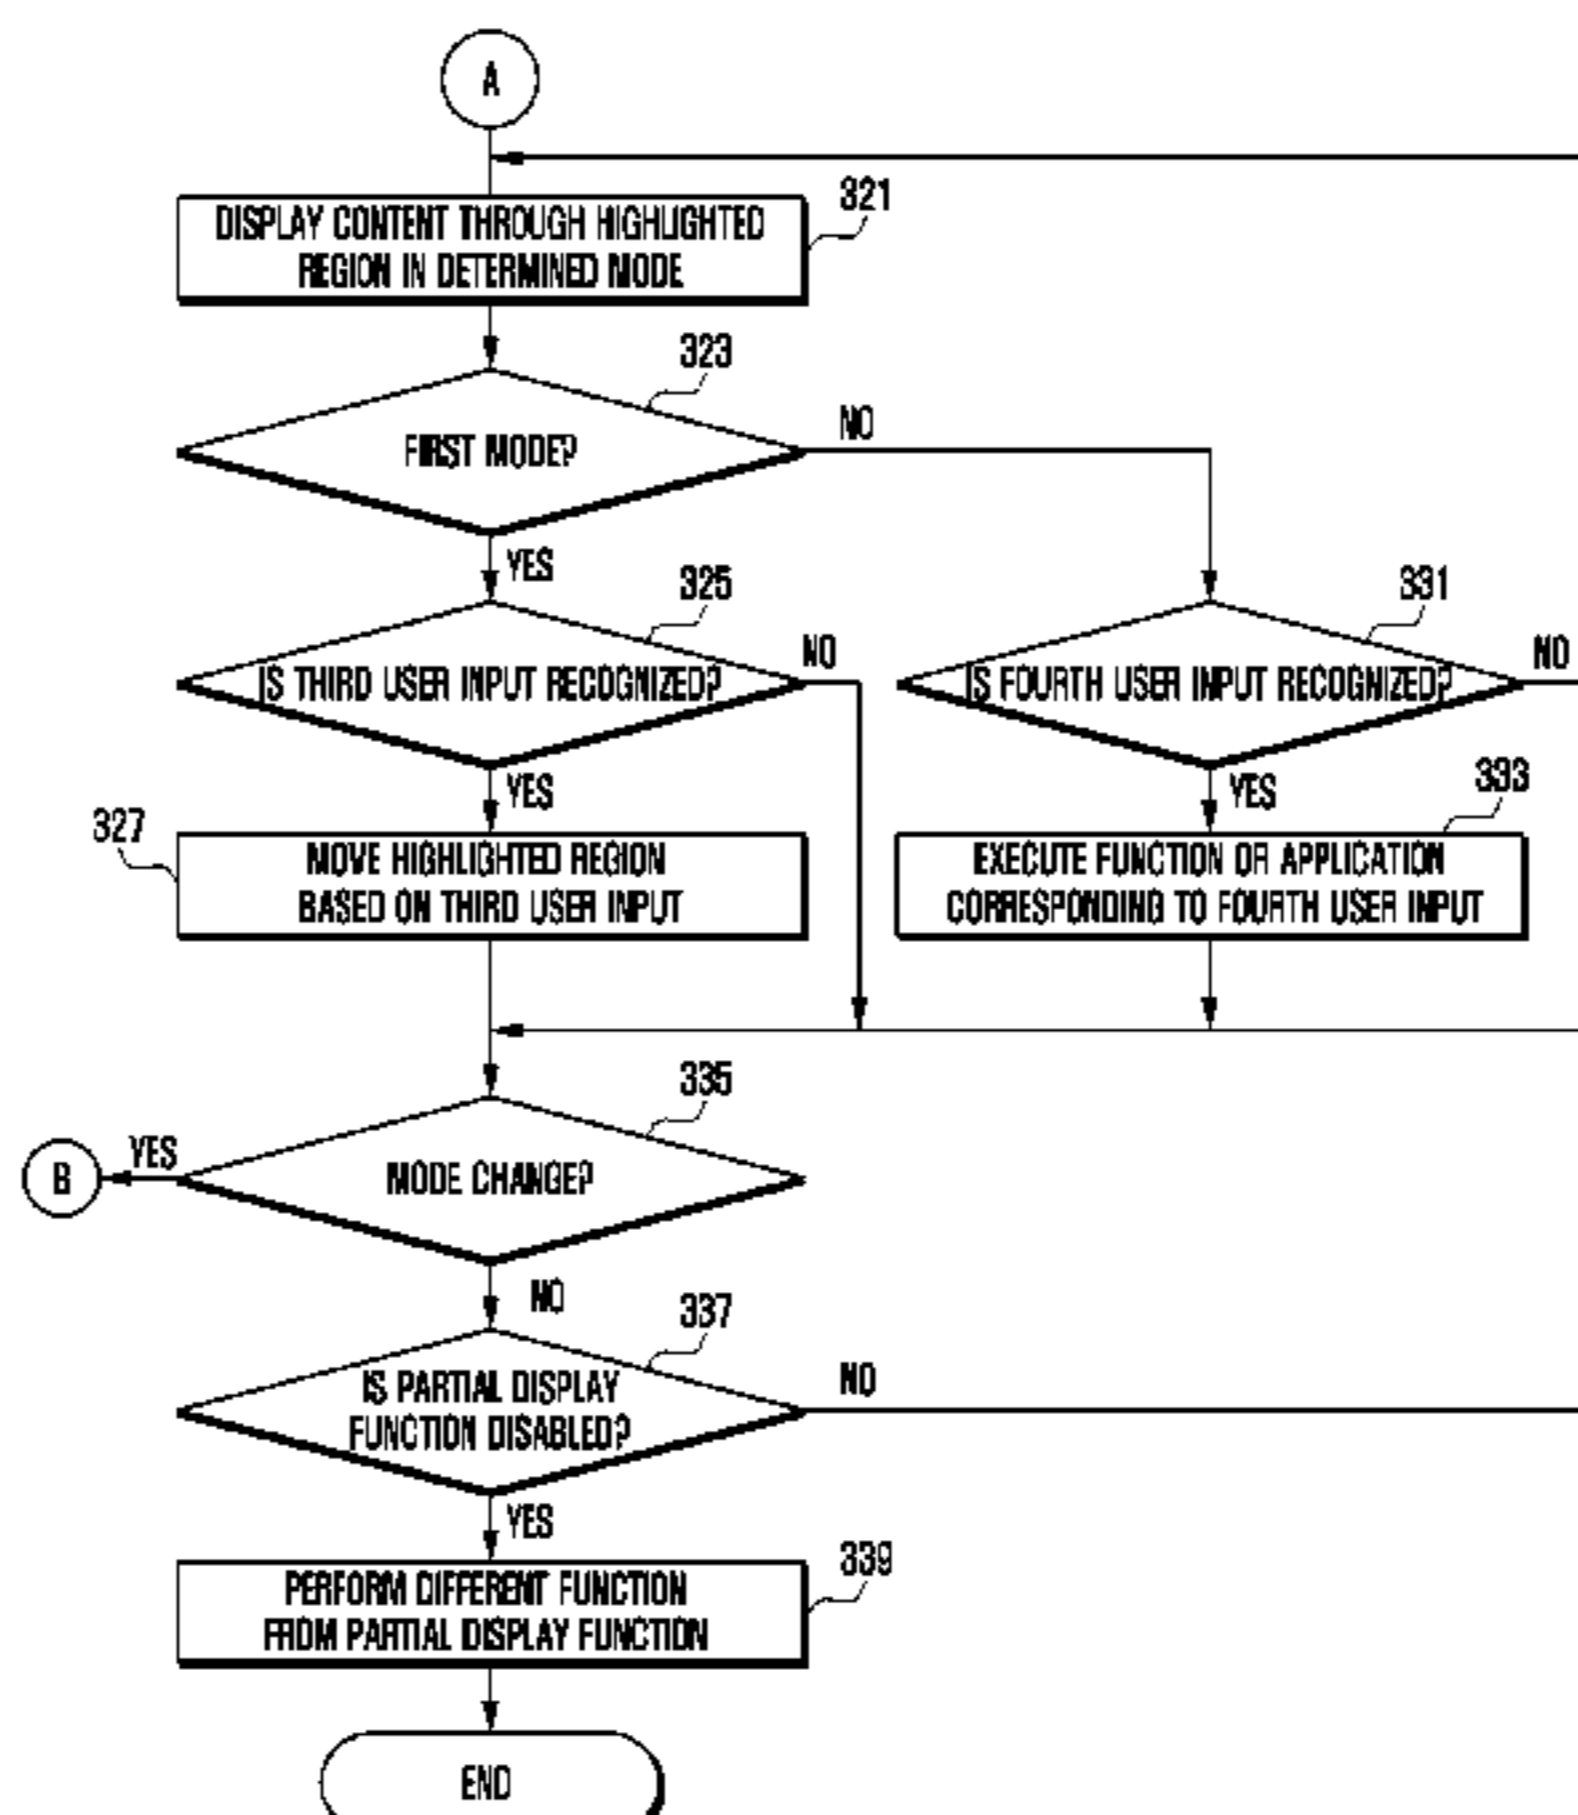 A
321
DISPLAY CONTENT THROUGH HIGHLIGHTED
REGION IN DETERMINED MODE
323
FIRST MODE?
NO
YES
325
IS THIRD USER INPUT RECOGNIZED?
NO
331
IS FOURTH USER INPUT RECOGNIZED?
NO
YES
YES
327
MOVE HIGHLIGHTED REGION
BASED ON THIRD USER INPUT
333
EXECUTE FUNCTION OR APPLICATION
CORRESPONDING TO FOURTH USER INPUT
335
MODE CHANGE?
YES
B
NO
337
IS PARTIAL DISPLAY
FUNCTION DISABLED?
NO
YES
339
PERFORM DIFFERENT FUNCTION
FROM PARTIAL DISPLAY FUNCTION
END